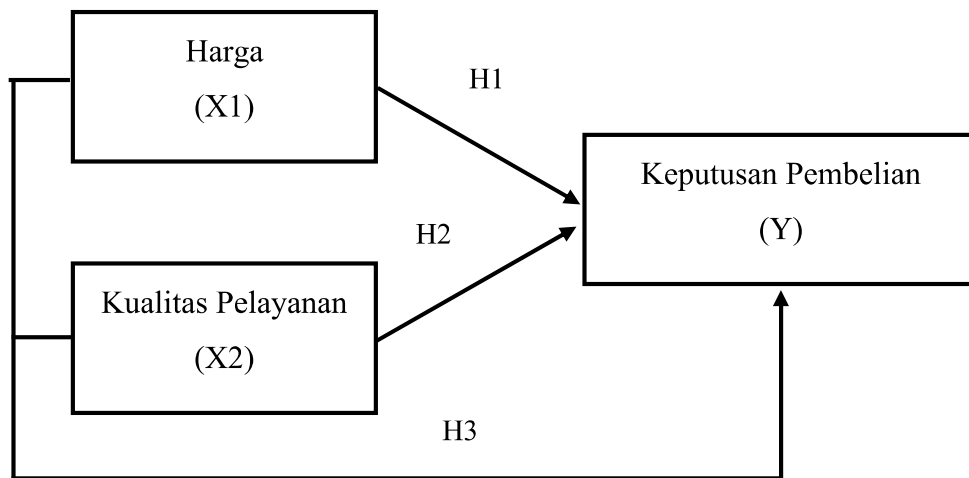 Harga
(X1)
H1
Keputusan Pembelian
(Y)
H2
Kualitas Pelayanan
(X2)
H3